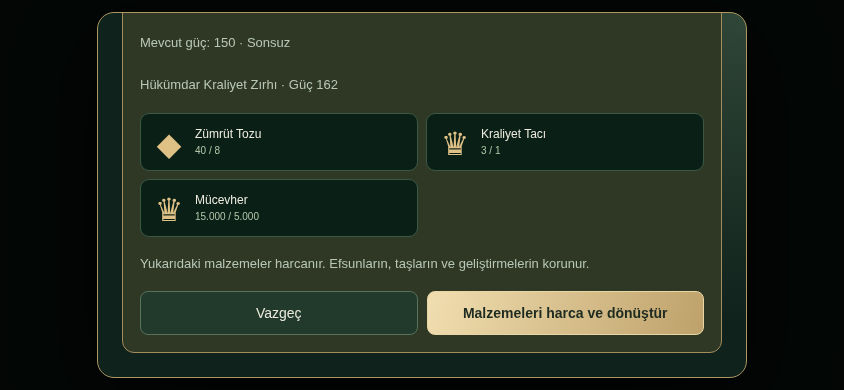 Mevcut güç: 150 · Sonsuz
Hükümdar Kraliyet Zırhı · Güç 162
Zümrüt Tozu
40 / 8
Kraliyet Tacı
3 / 1
Mücevher
15.000 / 5.000
Yukarıdaki malzemeler harcanır. Efsunların, taşların ve geliştirmelerin korunur.
Vazgeç
Malzemeleri harca ve dönüştür